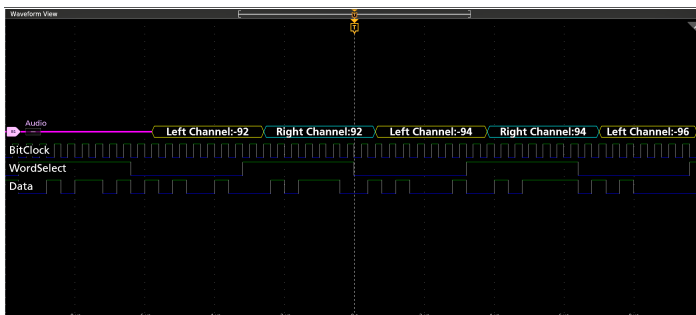 Waveform View
T
T
Audio
B1
Left Channel:-92
Right Channel:92
Left Channel:-94
Right Channel:94
Left Channel:-96
BitClock
WordSelect
Data